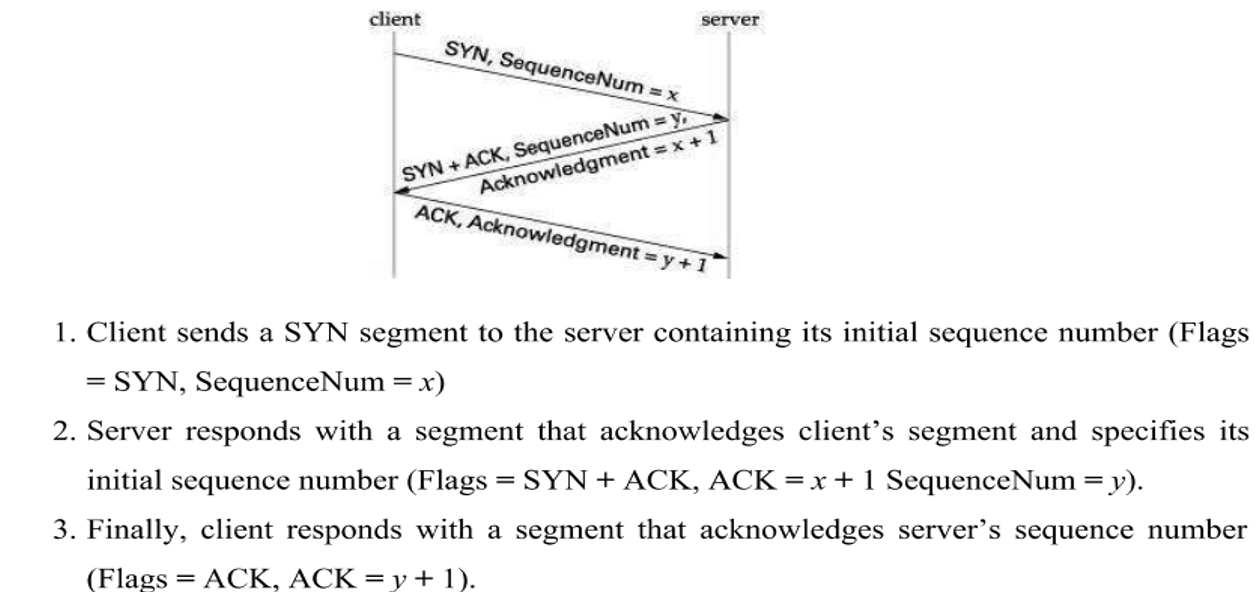 client server
SYN, SequenceNum = x
SYN + ACK, SequenceNum = y,
Acknowledgment = x + 1
ACK, Acknowledgment = y + 1
1. Client sends a SYN segment to the server containing its initial sequence number (Flags
= SYN, SequenceNum = x)
2. Server responds with a segment that acknowledges client’s segment and specifies its
initial sequence number (Flags = SYN + ACK, ACK = x + 1 SequenceNum = y).
3. Finally, client responds with a segment that acknowledges server’s sequence number
(Flags = ACK, ACK = y + 1).